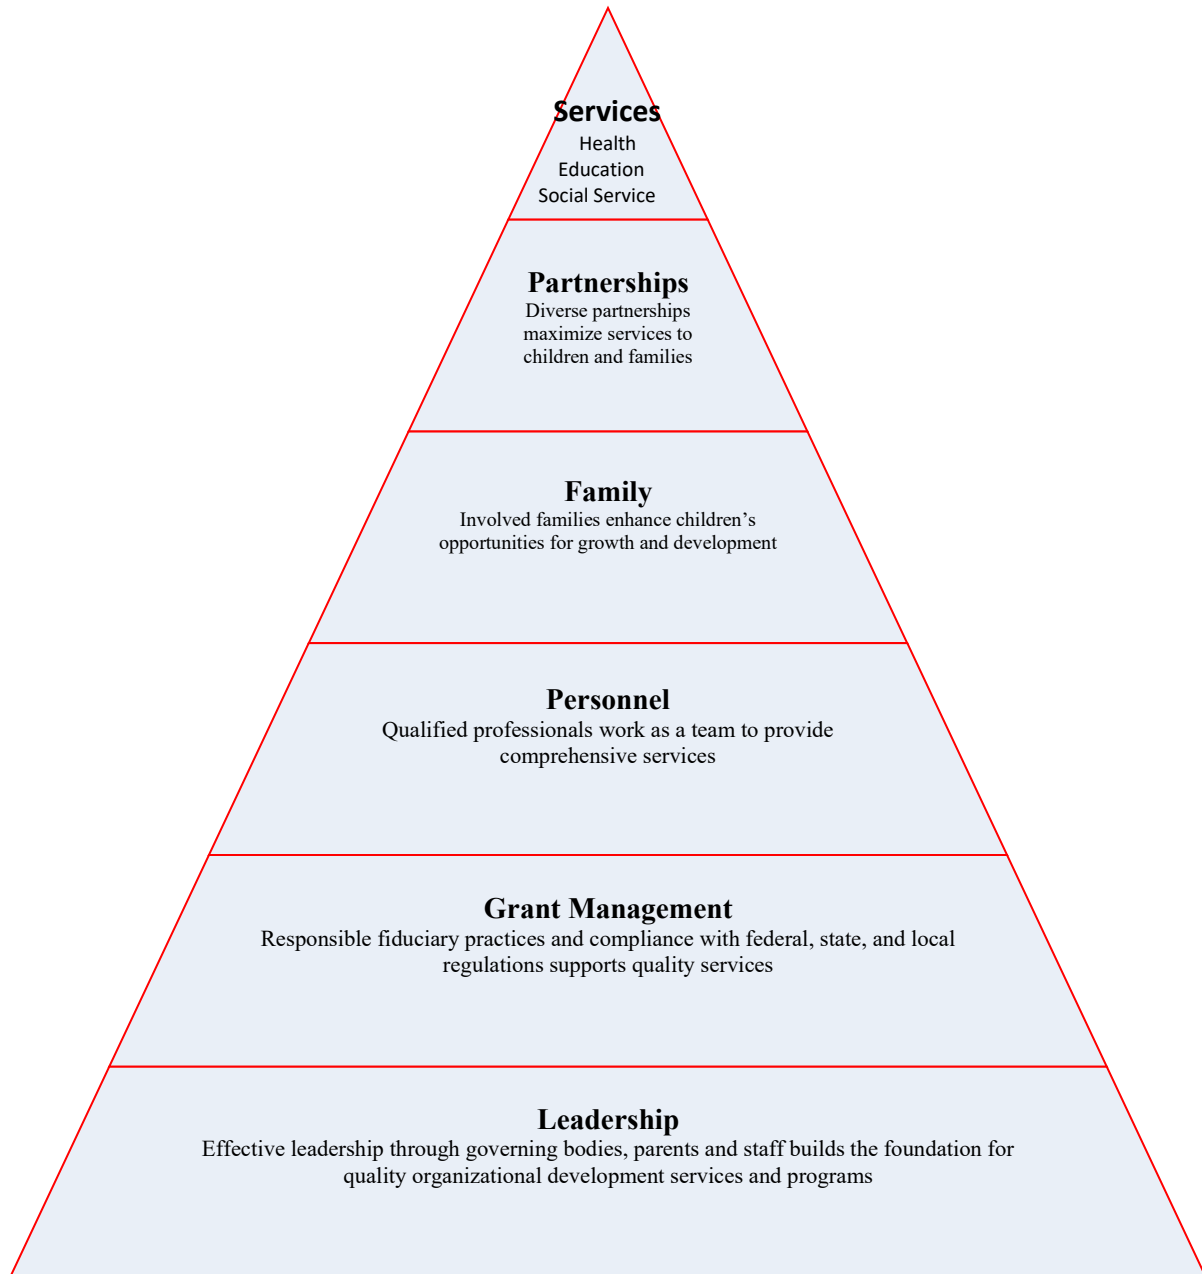 Services
Health
Education
Social Service
Partnerships
Diverse partnerships
maximize services to
children and families
Family
Involved families enhance children’s
opportunities for growth and development
Personnel
Qualified professionals work as a team to provide
comprehensive services
Grant Management
Responsible fiduciary practices and compliance with federal, state, and local
regulations supports quality services
Leadership
Effective leadership through governing bodies, parents and staff builds the foundation for
quality organizational development services and programs